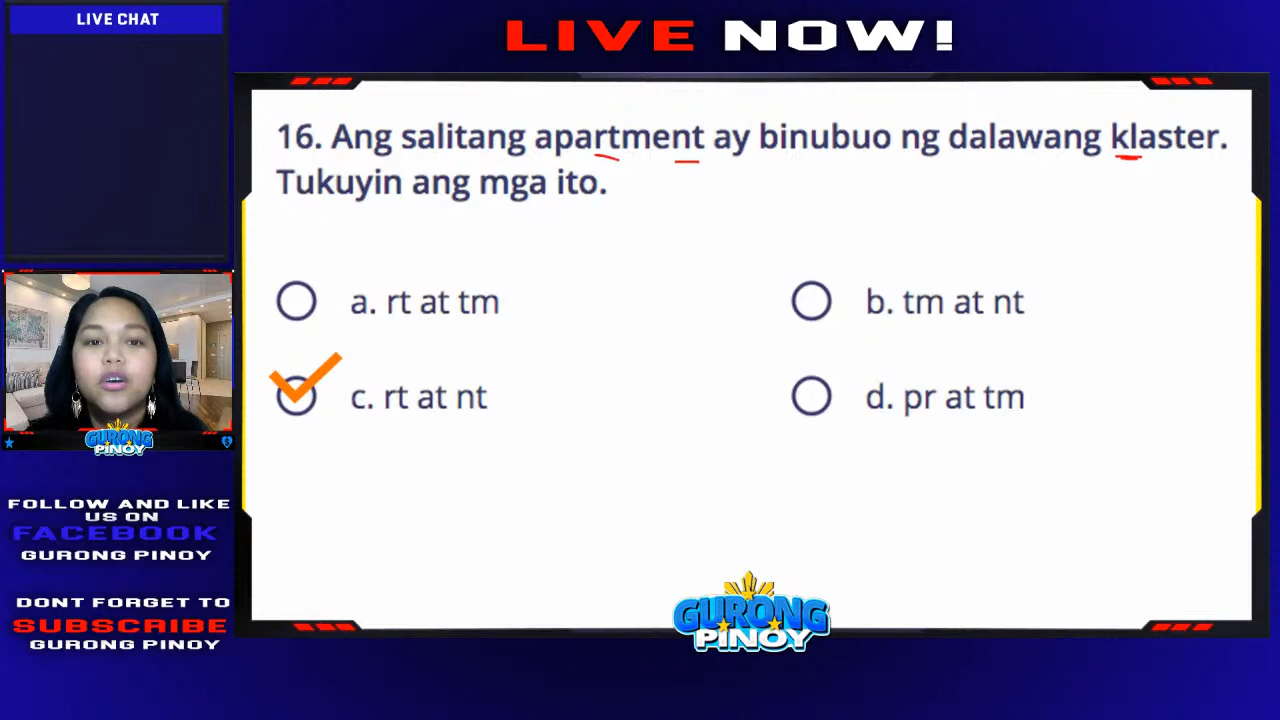 LIVE CHAT
LIVE NOW!
16. Ang salitang apartment ay binubuo ng dalawang klaster.
Tukuyin ang mga ito.
a. rt at tm
b. tm at nt
c. rt at nt
d. pr at tm
GURONG
PINOY
FOLLOW AND LIKE
US ON
FACEBOOK
GURONG PINOY
DONT FORGET TO
SUBSCRIBE
GURONG PINOY
GURONG
PINOY